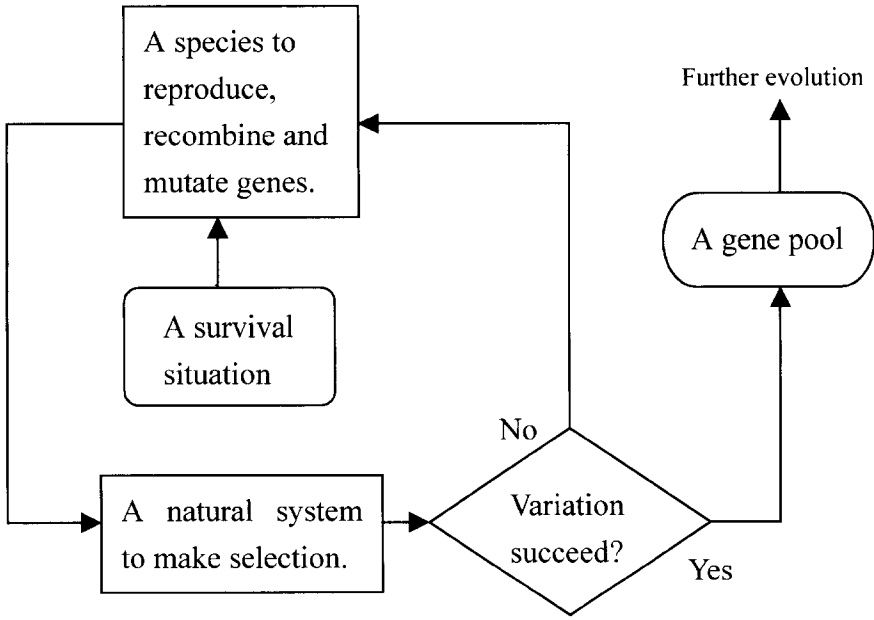 A species to
reproduce,
recombine and
mutate genes.
Further evolution
A gene pool
A survival
situation
No
Variation
succeed?
Yes
A natural system
to make selection.